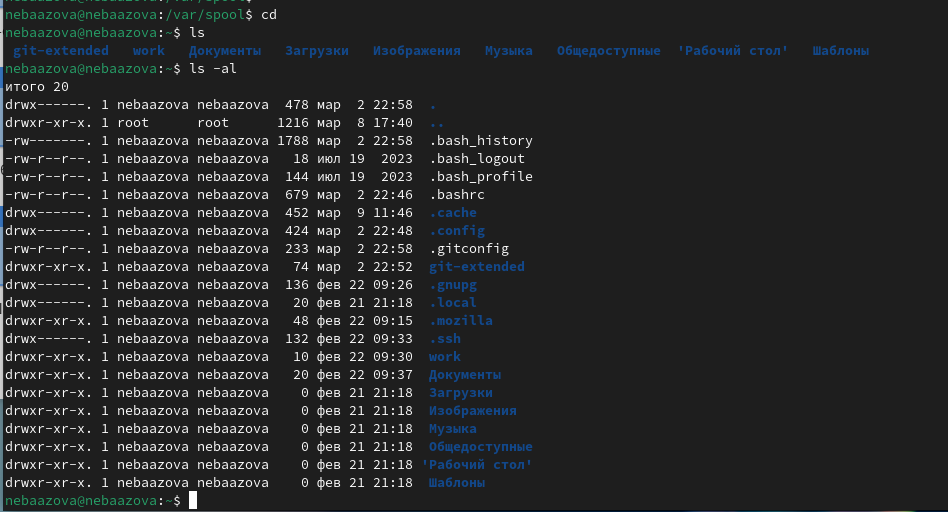 nebaazova@nebaazova:/var/spool$
nebaazova@nebaazova:/var/spool$ cd
nebaazova@nebaazova:~$ ls
git-extended work Документы Загрузки Изображения Музыка Общедоступные 'Рабочий стол' Шаблоны
nebaazova@nebaazova:~$ ls -al
итого 20
drwx------. 1 nebaazova nebaazova 478 мар 2 22:58 .
drwxr-xr-x. 1 root root 1216 мар 8 17:40 ..
-rw-------. 1 nebaazova nebaazova 1788 мар 2 22:58 .bash_history
-rw-r--r--. 1 nebaazova nebaazova 18 июл 19 2023 .bash_logout
-rw-r--r--. 1 nebaazova nebaazova 144 июл 19 2023 .bash_profile
-rw-r--r--. 1 nebaazova nebaazova 679 мар 2 22:46 .bashrc
drwx------. 1 nebaazova nebaazova 452 мар 9 11:46 .cache
drwx------. 1 nebaazova nebaazova 424 мар 2 22:48 .config
-rw-r--r--. 1 nebaazova nebaazova 233 мар 2 22:58 .gitconfig
drwxr-xr-x. 1 nebaazova nebaazova 74 мар 2 22:52 git-extended
drwx------. 1 nebaazova nebaazova 136 фев 22 09:26 .gnupg
drwx------. 1 nebaazova nebaazova 20 фев 21 21:18 .local
drwxr-xr-x. 1 nebaazova nebaazova 48 фев 22 09:15 .mozilla
drwx------. 1 nebaazova nebaazova 132 фев 22 09:33 .ssh
drwxr-xr-x. 1 nebaazova nebaazova 10 фев 22 09:30 work
drwxr-xr-x. 1 nebaazova nebaazova 20 фев 22 09:37 Документы
drwxr-xr-x. 1 nebaazova nebaazova 0 фев 21 21:18 Загрузки
drwxr-xr-x. 1 nebaazova nebaazova 0 фев 21 21:18 Изображения
drwxr-xr-x. 1 nebaazova nebaazova 0 фев 21 21:18 Музыка
drwxr-xr-x. 1 nebaazova nebaazova 0 фев 21 21:18 Общедоступные
drwxr-xr-x. 1 nebaazova nebaazova 0 фев 21 21:18 'Рабочий стол'
drwxr-xr-x. 1 nebaazova nebaazova 0 фев 21 21:18 Шаблоны
nebaazova@nebaazova:~$